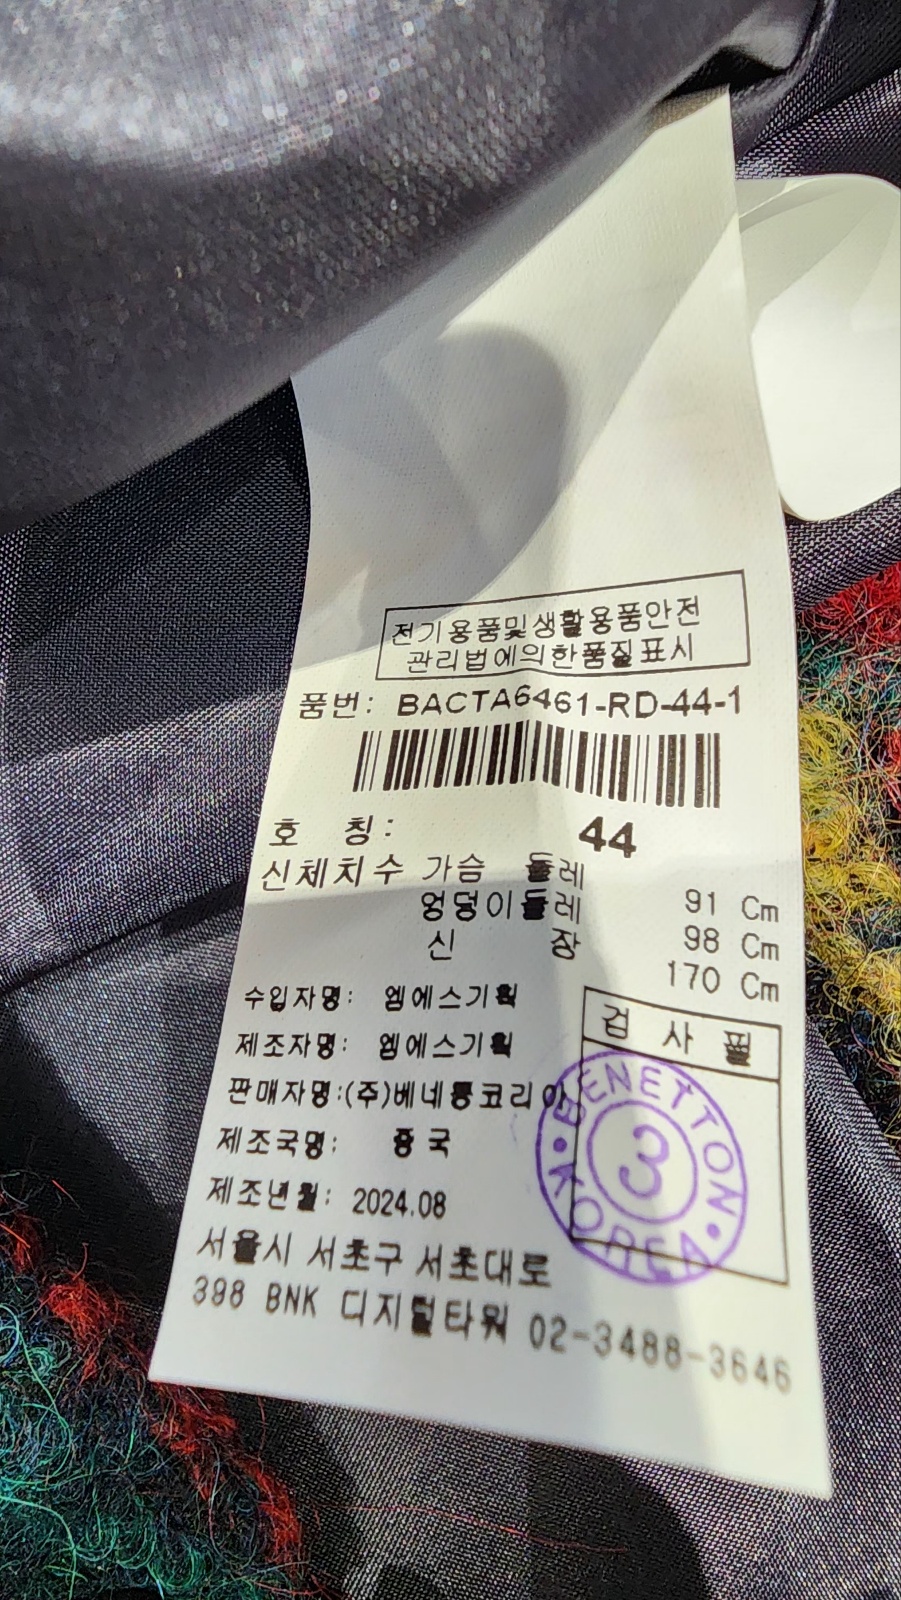 전기용품및생활용품안전
관리법에의한품질표시
품번: BACTA6461-RD-44-1
호 칭: 44
신체치수 가슴 둘레 91 Cm
엉덩이둘레 98 Cm
신 장 170 Cm
검 사 필
수입자명: 엠에스기획
제조자명: 엠에스기획
판매자명:(주)베네통코리아
제조국명: 중국
제조년월: 2024.08
BENETTON
3
KOREA
서울시 서초구 서초대로
398 BNK 디지털타워 02-3488-3646